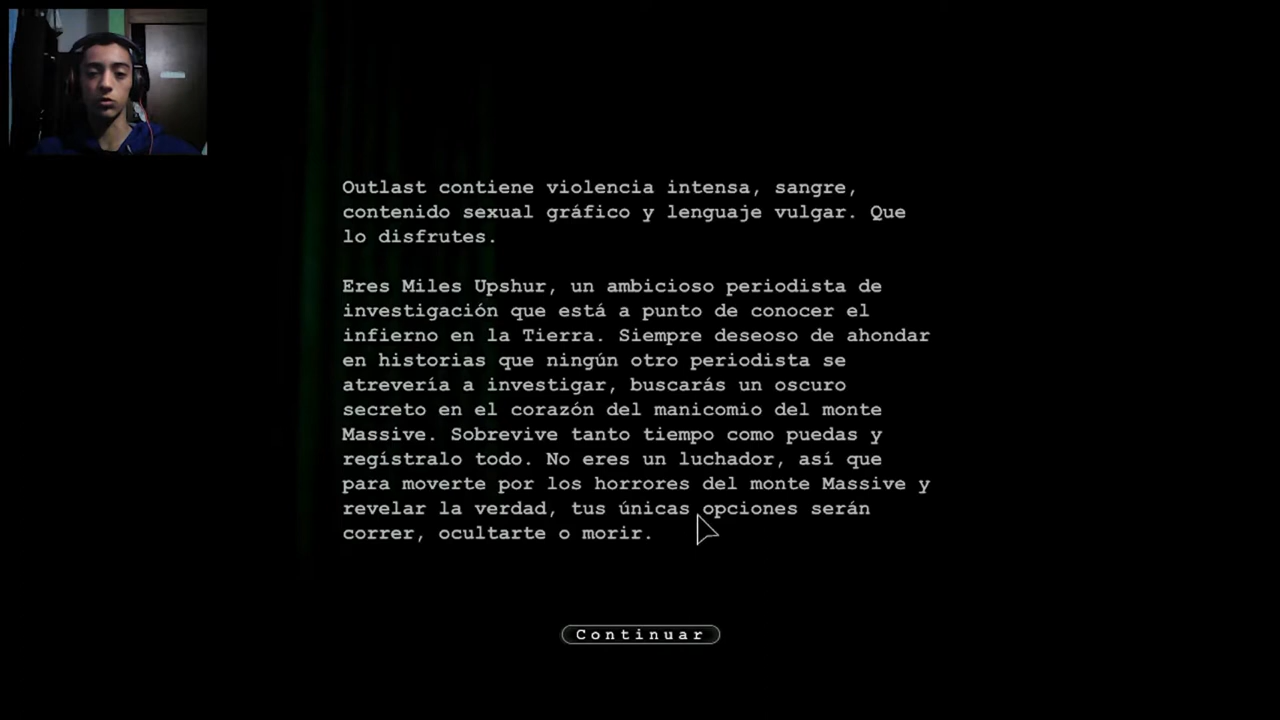 Outlast contiene violencia intensa, sangre,
contenido sexual gráfico y lenguaje vulgar. Que
lo disfrutes.
Eres Miles Upshur, un ambicioso periodista de
investigación que está a punto de conocer el
infierno en la Tierra. Siempre deseoso de ahondar
en historias que ningún otro periodista se
atrevería a investigar, buscarás un oscuro
secreto en el corazón del manicomio del monte
Massive. Sobrevive tanto tiempo como puedas y
regístralo todo. No eres un luchador, así que
para moverte por los horrores del monte Massive y
revelar la verdad, tus únicas opciones serán
correr, ocultarte o morir.
Continuar